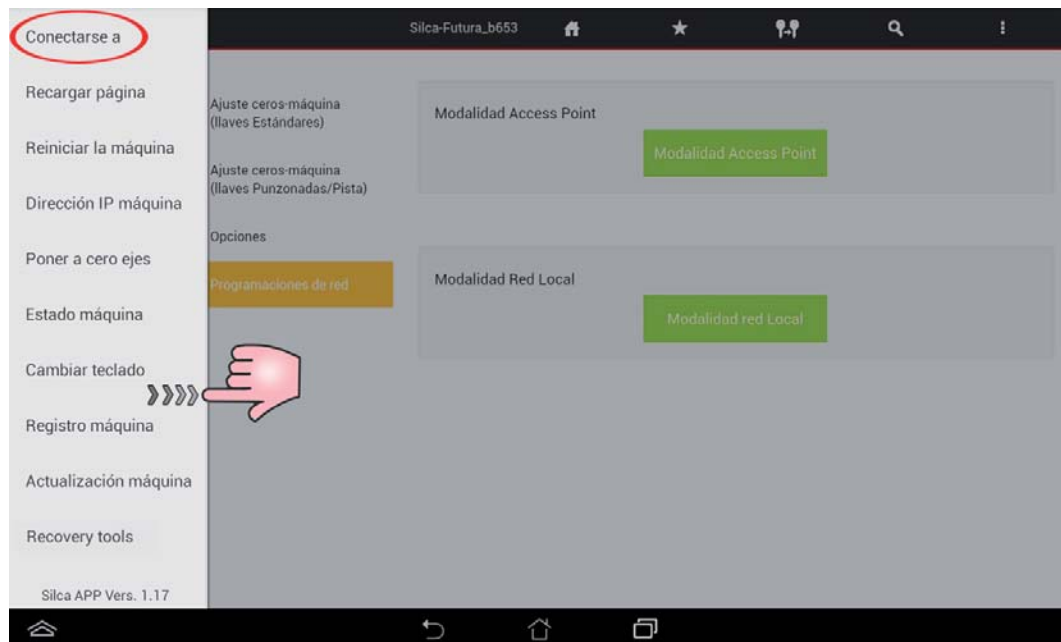 Conectarse a
Recargar página
Reiniciar la máquina
Dirección IP máquina
Poner a cero ejes
Estado máquina
Cambiar teclado
Registro máquina
Actualización máquina
Recovery tools
Silca APP Vers. 1.17
Silca-Futura_b653
Ajuste ceros-máquina
(llaves Estándares)
Ajuste ceros-máquina
(llaves Punzonadas/Pista)
Opciones
Programaciones de red
Modalidad Access Point
Modalidad Access Point
Modalidad Red Local
Modalidad red Local